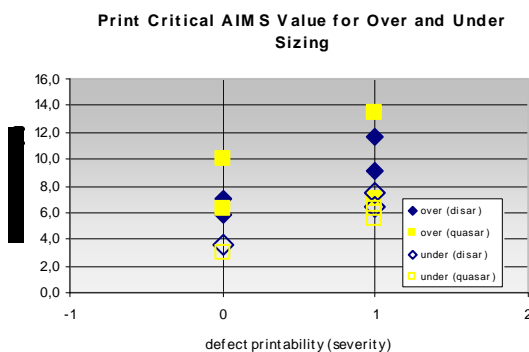 Print Critical AIMS Value for Over and Under
Sizing
16,0
14,0
12,0
10,0
8,0
6,0
4,0
2,0
0,0
-1
0
1
2
over (disar)
over (quasar)
under (disar)
under (quasar)
defect printability (severity)